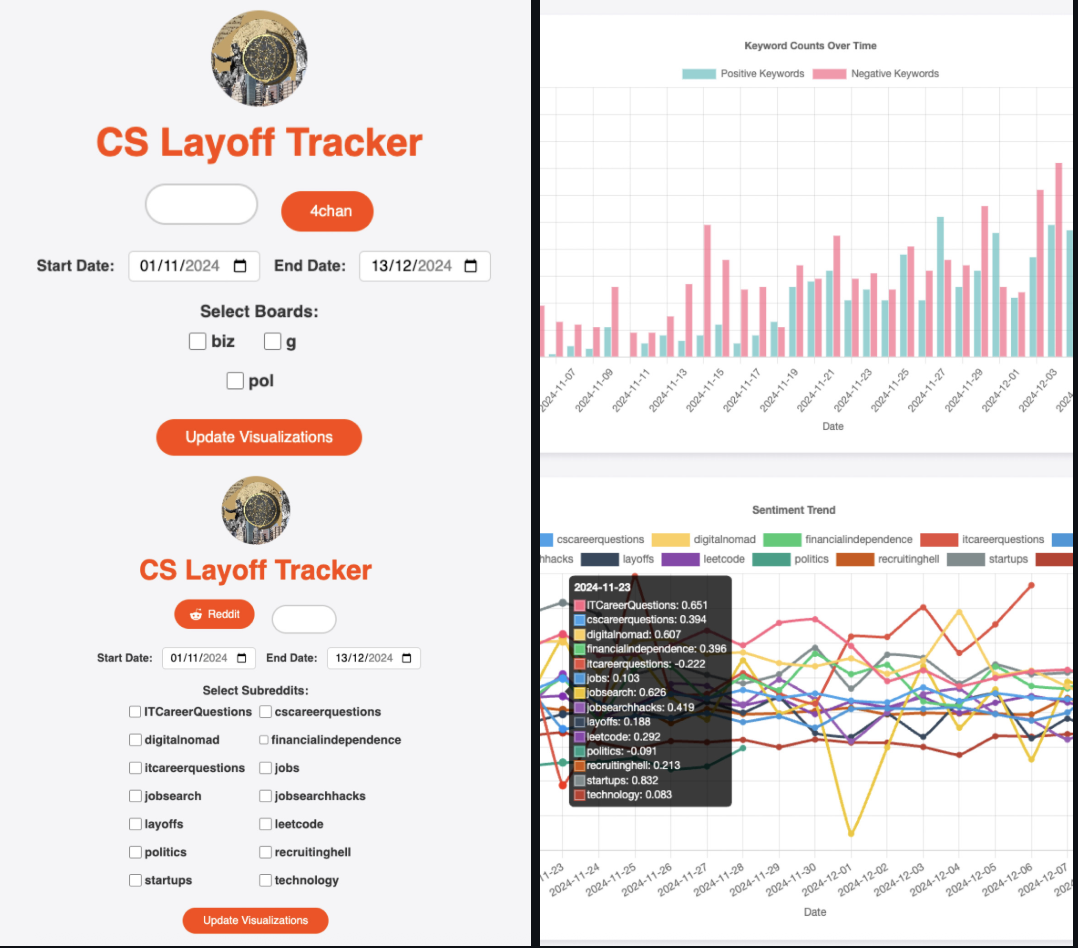 CS Layoff Tracker
4chan
Start Date: 01/11/2024 End Date: 13/12/2024
Select Boards:
biz g
pol
Update Visualizations
CS Layoff Tracker
Reddit
Start Date: 01/11/2024 End Date: 13/12/2024
Select Subreddits:
ITCareerQuestions cscareerquestions
digitalnomad financialindependence
itcareerquestions jobs
jobsearch jobsearchhacks
layoffs leetcode
politics recruitinghell
startups technology
Update Visualizations
Keyword Counts Over Time
Positive Keywords Negative Keywords
2024-11-07 2024-11-09 2024-11-11 2024-11-13 2024-11-15 2024-11-17 2024-11-19 2024-11-21 2024-11-23 2024-11-25 2024-11-27 2024-11-29 2024-12-01 2024-12-03 2024-
Date
Sentiment Trend
cscareerquestions digitalnomad financialindependence itcareerquestions
hhacks layoffs leetcode politics recruitinghell startups
2024-11-23
ITCareerQuestions: 0.651
cscareerquestions: 0.394
digitalnomad: 0.607
financialindependence: 0.396
itcareerquestions: -0.222
jobs: 0.103
jobsearch: 0.626
jobsearchhacks: 0.419
layoffs: 0.188
leetcode: 0.292
politics: -0.091
recruitinghell: 0.213
startups: 0.832
technology: 0.083
11-23 2024-11-24 2024-11-25 2024-11-26 2024-11-27 2024-11-28 2024-11-29 2024-11-30 2024-12-01 2024-12-02 2024-12-03 2024-12-04 2024-12-05 2024-12-06 2024-12-07
Date